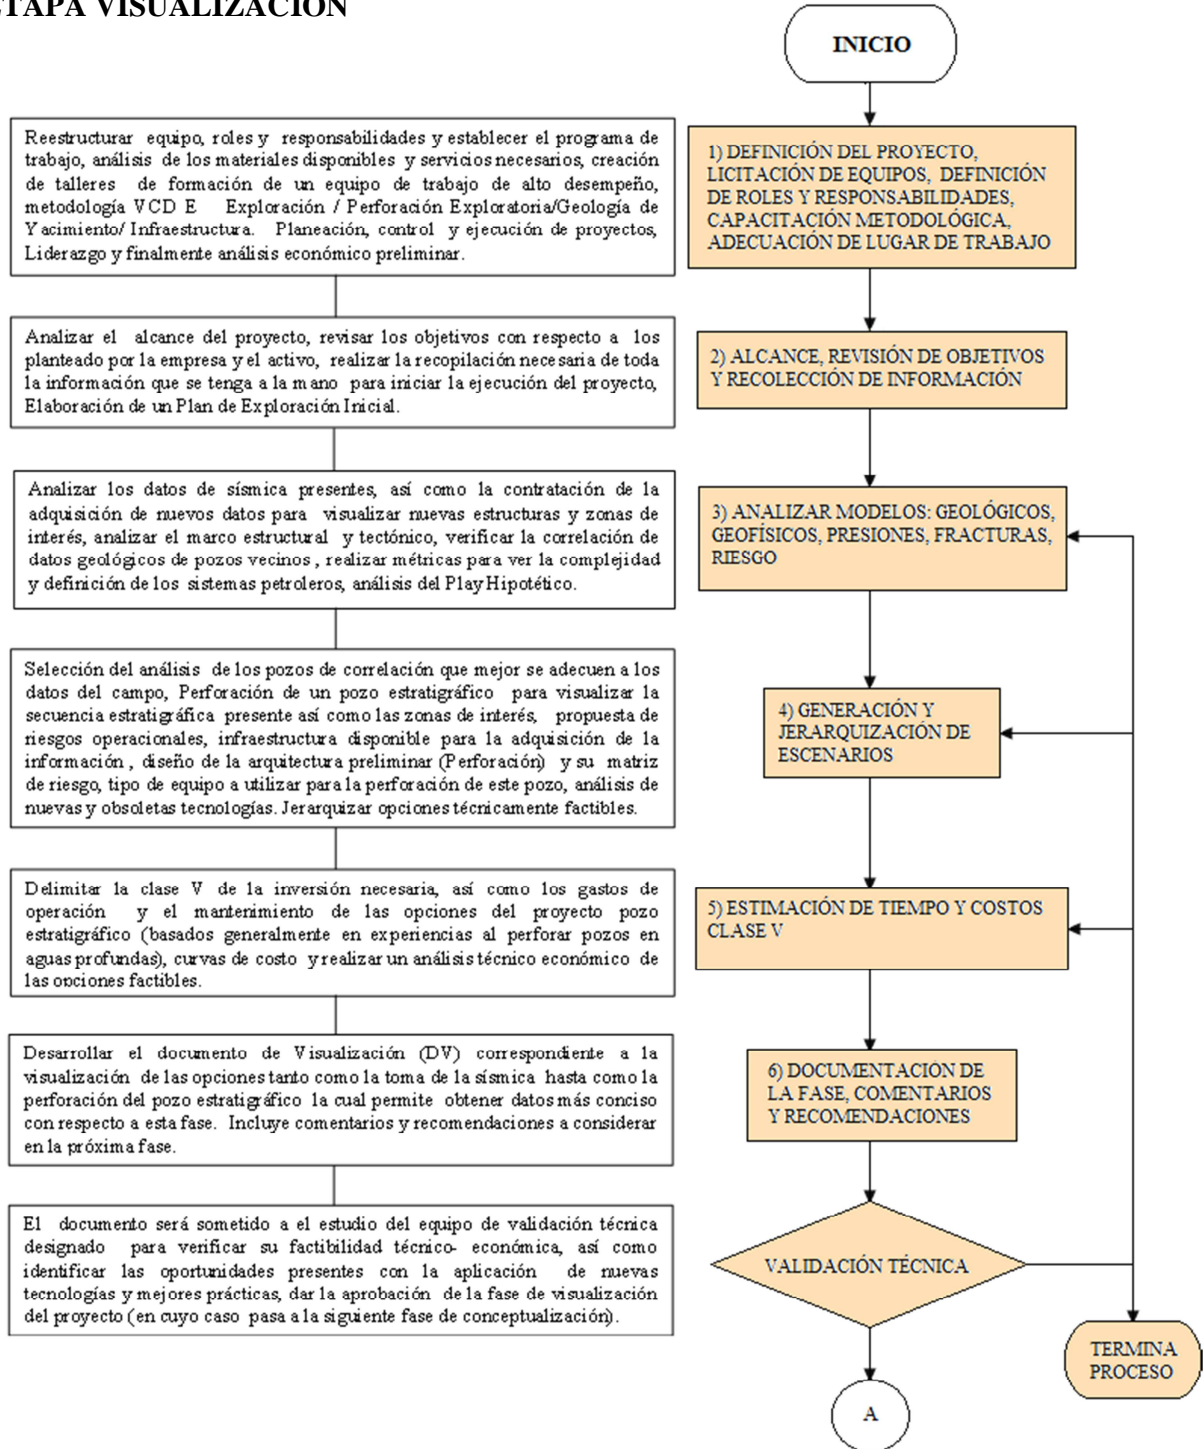 ETAPA VISUALIZACIÓN
INICIO
Reestructurar equipo, roles y responsabilidades y establecer el programa de
trabajo, análisis de los materiales disponibles y servicios necesarios, creación
de talleres de formación de un equipo de trabajo de alto desempeño,
metodología VCD E Exploración / Perforación Exploratoria/Geología de
Yacimiento/ Infraestructura. Planeación, control y ejecución de proyectos,
Liderazgo y finalmente análisis económico preliminar.
1) DEFINICIÓN DEL PROYECTO,
LICITACIÓN DE EQUIPOS, DEFINICIÓN
DE ROLES Y RESPONSABILIDADES,
CAPACITACIÓN METODOLÓGICA,
ADECUACIÓN DE LUGAR DE TRABAJO
Analizar el alcance del proyecto, revisar los objetivos con respecto a los
planteado por la empresa y el activo, realizar la recopilación necesaria de toda
la información que se tenga a la mano para iniciar la ejecución del proyecto,
Elaboración de un Plan de Exploración Inicial.
2) ALCANCE, REVISIÓN DE OBJETIVOS
Y RECOLECCIÓN DE INFORMACIÓN
Analizar los datos de sísmica presentes, así como la contratación de la
adquisición de nuevos datos para visualizar nuevas estructuras y zonas de
interés, analizar el marco estructural y tectónico, verificar la correlación de
datos geológicos de pozos vecinos , realizar métricas para ver la complejidad
y definición de los sistemas petroleros, análisis del Play Hipotético.
3) ANALIZAR MODELOS: GEOLÓGICOS,
GEOFÍSICOS, PRESIONES, FRACTURAS,
RIESGO
Selección del análisis de los pozos de correlación que mejor se adecuen a los
datos del campo, Perforación de un pozo estratigráfico para visualizar la
secuencia estratigráfica presente así como las zonas de interés, propuesta de
riesgos operacionales, infraestructura disponible para la adquisición de la
información , diseño de la arquitectura preliminar (Perforación) y su matriz
de riesgo, tipo de equipo a utilizar para la perforación de este pozo, análisis de
nuevas y obsoletas tecnologías. Jerarquizar opciones técnicamente factibles.
4) GENERACIÓN Y
JERARQUIZACIÓN DE
ESCENARIOS
Delimitar la clase V de la inversión necesaria, así como los gastos de
operación y el mantenimiento de las opciones del proyecto pozo
estratigráfico (basados generalmente en experiencias al perforar pozos en
aguas profundas), curvas de costo y realizar un análisis técnico económico de
las opciones factibles.
5) ESTIMACIÓN DE TIEMPO Y COSTOS
CLASE V
Desarrollar el documento de Visualización (DV) correspondiente a la
visualización de las opciones tanto como la toma de la sísmica hasta como la
perforación del pozo estratigráfico la cual permite obtener datos más conciso
con respecto a esta fase. Incluye comentarios y recomendaciones a considerar
en la próxima fase.
6) DOCUMENTACIÓN DE
LA FASE, COMENTARIOS
Y RECOMENDACIONES
El documento será sometido a el estudio del equipo de validación técnica
designado para verificar su factibilidad técnico- económica, así como
identificar las oportunidades presentes con la aplicación de nuevas
tecnologías y mejores prácticas, dar la aprobación de la fase de visualización
del proyecto (en cuyo caso pasa a la siguiente fase de conceptualización).
VALIDACIÓN TÉCNICA
TERMINA
PROCESO
A